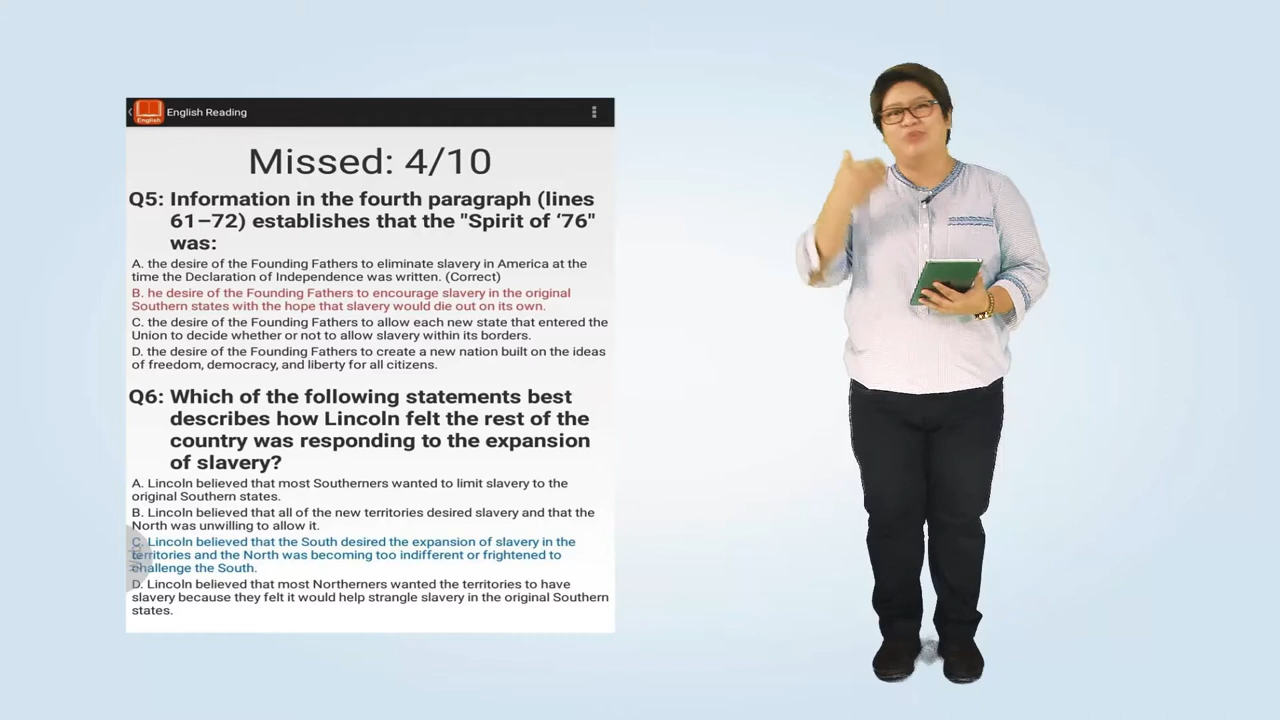 English Reading
English
Missed: 4/10
Q5: Information in the fourth paragraph (lines
61–72) establishes that the "Spirit of ‘76"
was:
A. the desire of the Founding Fathers to eliminate slavery in America at the
time the Declaration of Independence was written. (Correct)
B. he desire of the Founding Fathers to encourage slavery in the original
Southern states with the hope that slavery would die out on its own.
C. the desire of the Founding Fathers to allow each new state that entered the
Union to decide whether or not to allow slavery within its borders.
D. the desire of the Founding Fathers to create a new nation built on the ideas
of freedom, democracy, and liberty for all citizens.
Q6: Which of the following statements best
describes how Lincoln felt the rest of the
country was responding to the expansion
of slavery?
A. Lincoln believed that most Southerners wanted to limit slavery to the
original Southern states.
B. Lincoln believed that all of the new territories desired slavery and that the
North was unwilling to allow it.
C. Lincoln believed that the South desired the expansion of slavery in the
territories and the North was becoming too indifferent or frightened to
challenge the South.
D. Lincoln believed that most Northerners wanted the territories to have
slavery because they felt it would help strangle slavery in the original Southern
states.